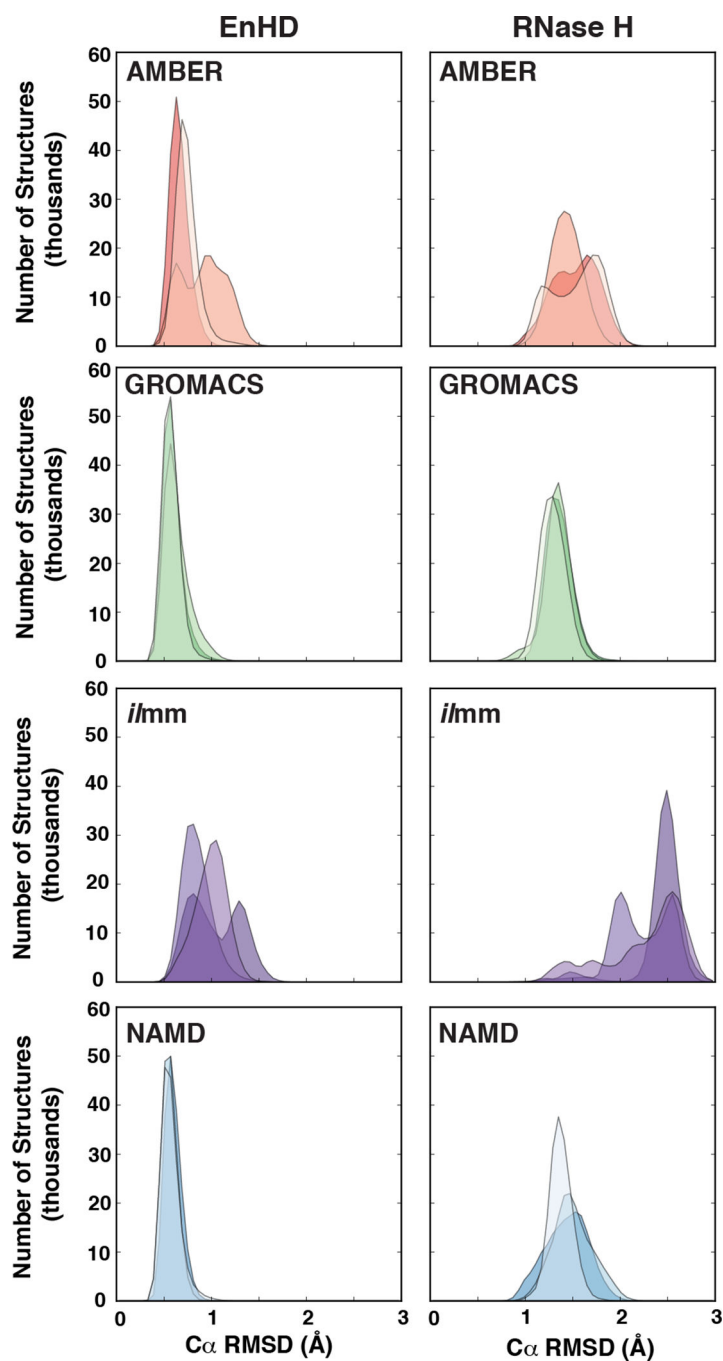 EnHD
RNase H
AMBER
AMBER
Number of Structures
(thousands)
60
50
40
30
20
10
0
GROMACS
GROMACS
Number of Structures
(thousands)
60
50
40
30
20
10
0
ilmm
ilmm
Number of Structures
(thousands)
60
50
40
30
20
10
0
NAMD
NAMD
Number of Structures
(thousands)
60
50
40
30
20
10
0
0 1 2 3
0 1 2 3
Cα RMSD (Å)
Cα RMSD (Å)